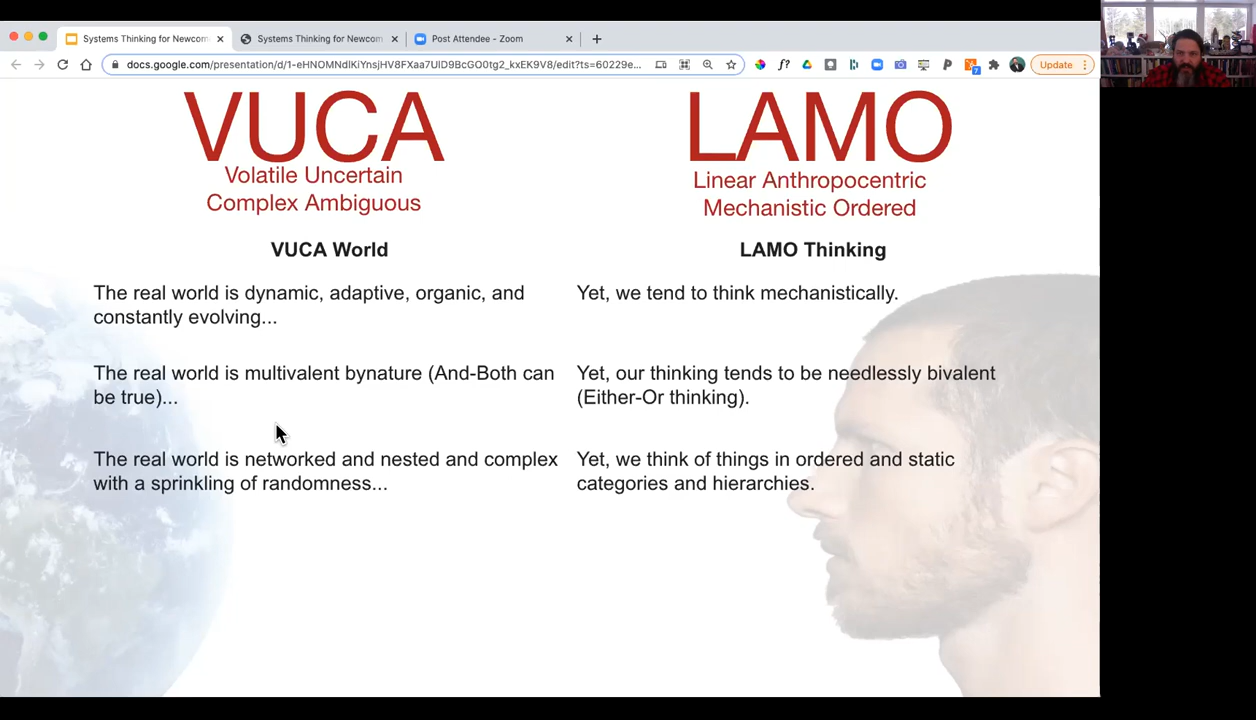 Systems Thinking for Newcom
Systems Thinking for Newcom
Post Attendee - Zoom
docs.google.com/presentation/d/1-eHNOMNdlKiYnsjHV8FXaa7UlD9BcGO0tg2_kxEK9V8/edit?ts=60229e...
Update
7
VUCA
Volatile Uncertain
Complex Ambiguous
VUCA World
The real world is dynamic, adaptive, organic, and
constantly evolving...
The real world is multivalent bynature (And-Both can
be true)...
The real world is networked and nested and complex
with a sprinkling of randomness...
LAMO
Linear Anthropocentric
Mechanistic Ordered
LAMO Thinking
Yet, we tend to think mechanistically.
Yet, our thinking tends to be needlessly bivalent
(Either-Or thinking).
Yet, we think of things in ordered and static
categories and hierarchies.